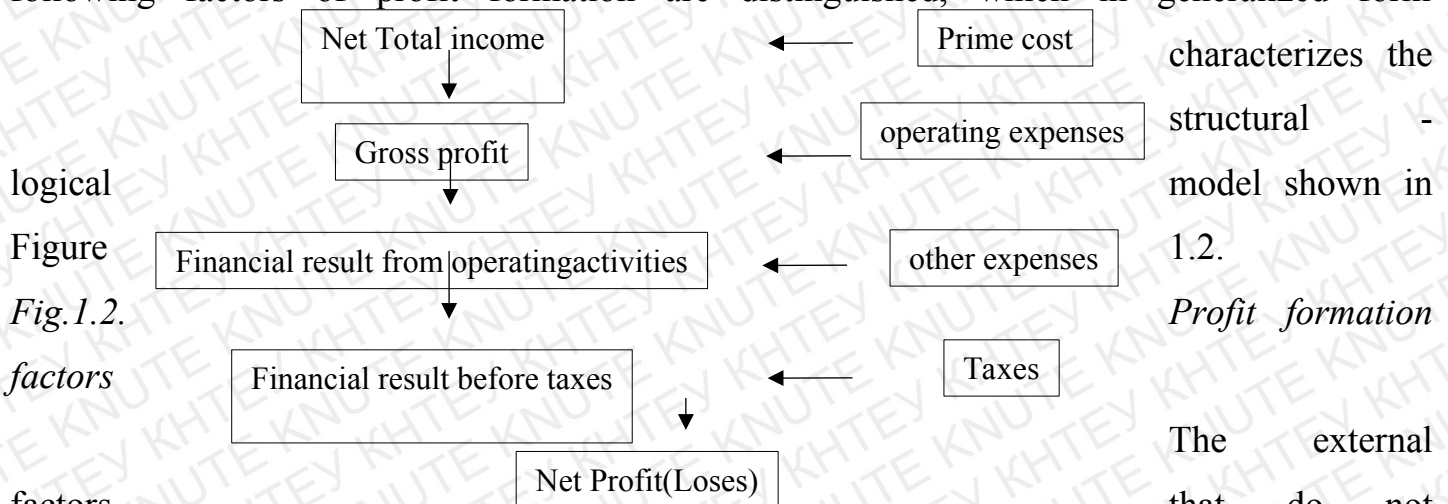 following factors of profit formation are distinguished, which in generalized form
Net Total income
Prime cost
characterizes the
operating expenses
structural -
Gross profit
logical
model shown in
Figure
Financial result from operatingactivities
other expenses
1.2.
Fig.1.2.
Profit formation
factors
Financial result before taxes
Taxes
The external
Net Profit(Loses)
factors
that do not